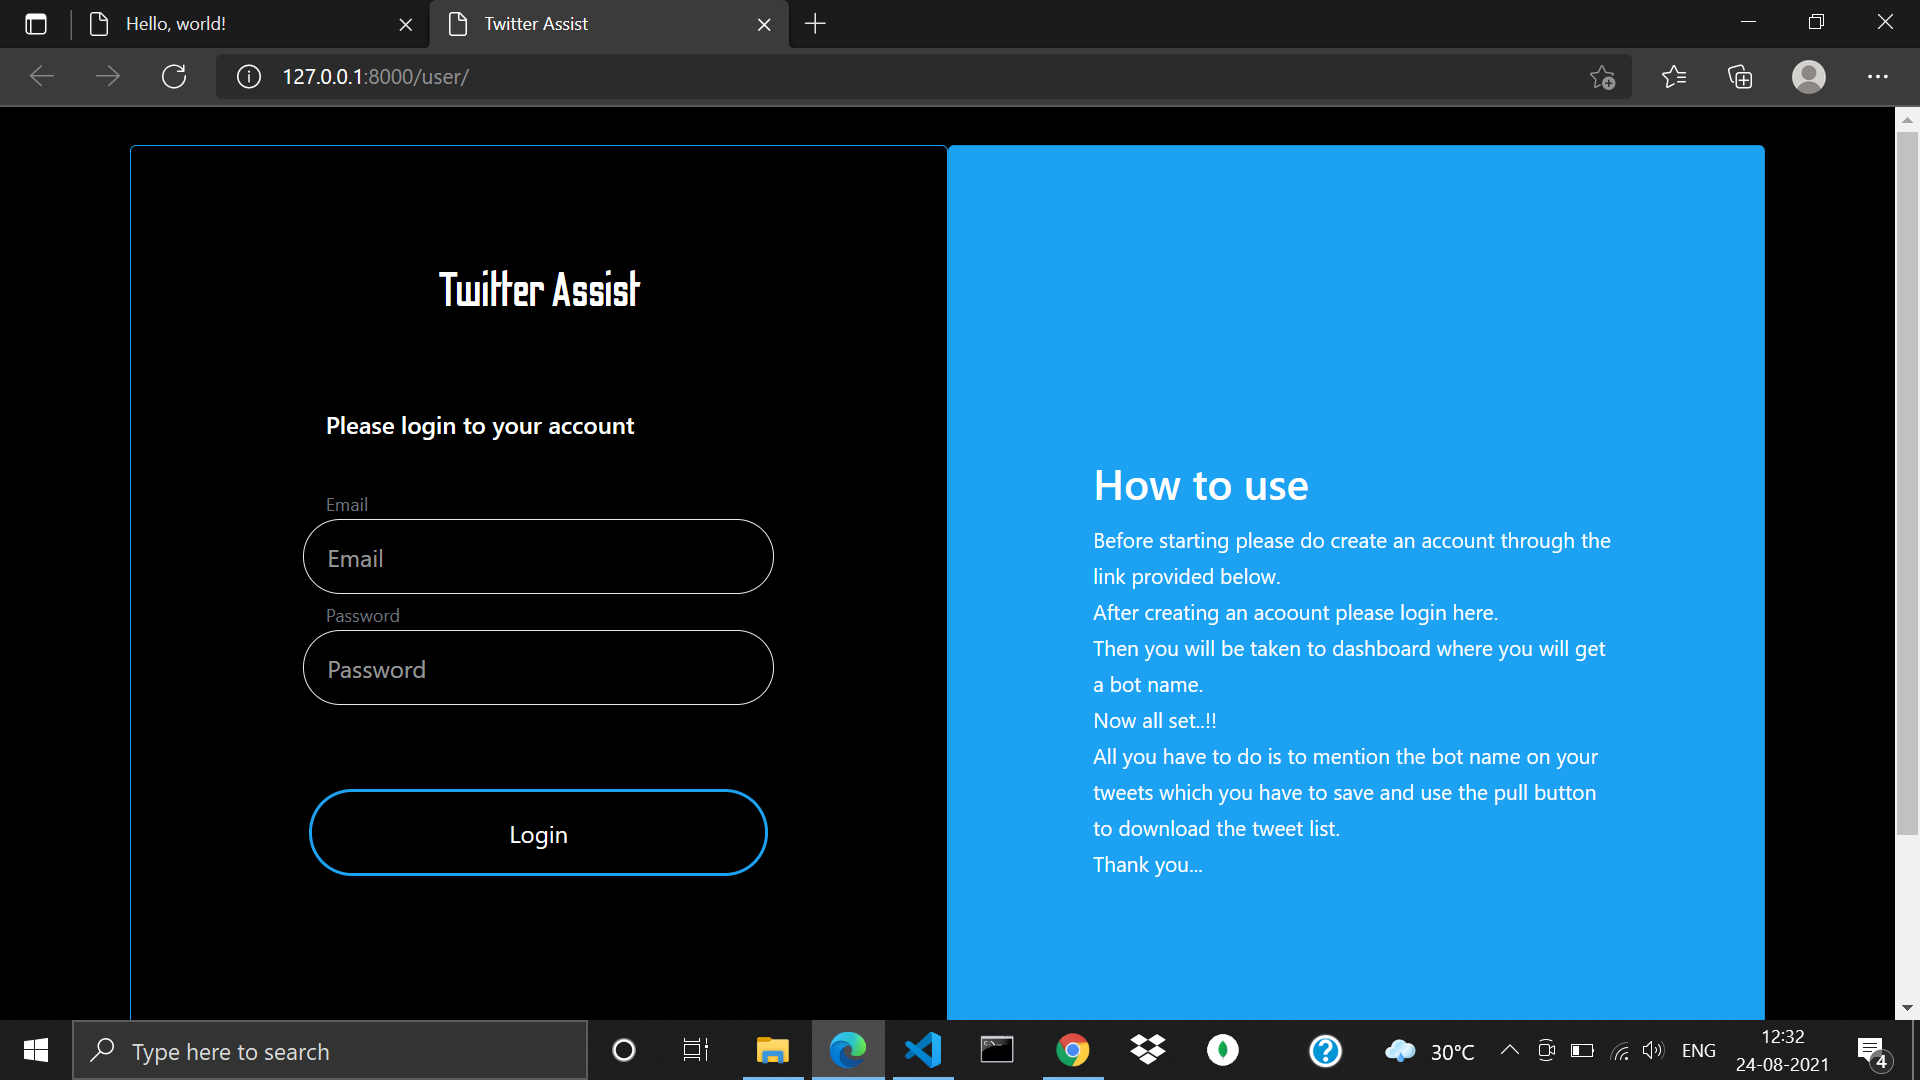 Hello, world!
Twitter Assist
127.0.0.1:8000/user/
Twitter Assist
Please login to your account
Email
Email
Password
Password
Login
How to use
Before starting please do create an account through the
link provided below.
After creating an acoount please login here.
Then you will be taken to dashboard where you will get
a bot name.
Now all set..!!
All you have to do is to mention the bot name on your
tweets which you have to save and use the pull button
to download the tweet list.
Thank you...
Type here to search
30°C
ENG
12:32
24-08-2021
4